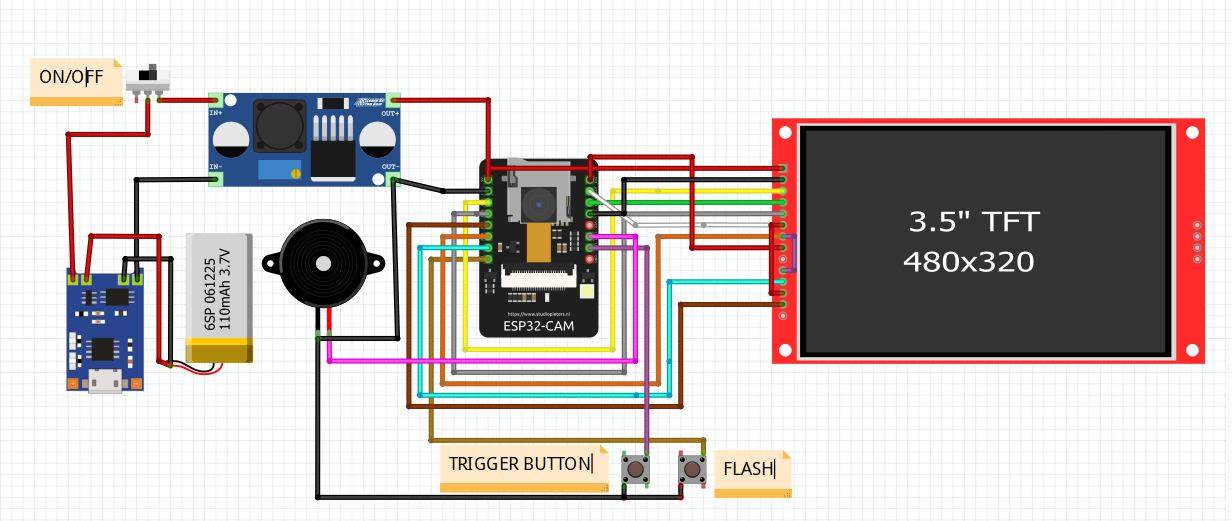 ON/OFF
IN+
OUT+
IN-
OUT-
6SP 061225
110mAh 3.7V
https://www.studiopieters.nl
ESP32-CAM
3.5" TFT
480x320
TRIGGER BUTTON
FLASH